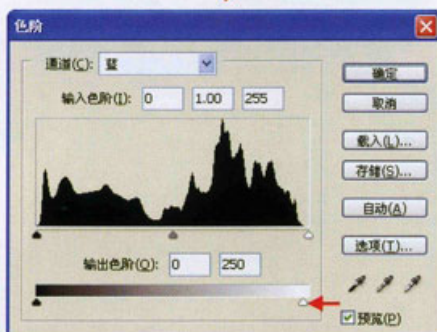 色阶
通道(C): 蓝
输入色阶(I): 0 1.00 255
输出色阶(O): 0 250
确定
取消
载入(L)...
存储(S)...
自动(A)
选项(T)...
预览(P)